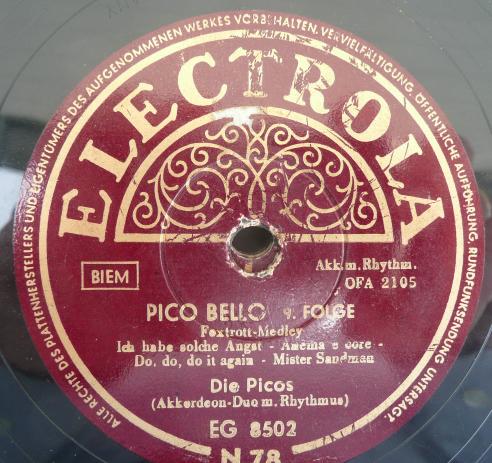 ALLE RECHTE DES PLATTENHERSTELLERS UND EIGENTÜMERS DES AUFGENOMMENEN WERKES VORBEHALTEN. VERVIELFÄLTIGUNG, ÖFFENTLICHE AUFFÜHRUNG, RUNDFUNKSENDUNG UNTERSAGT.
ELECTROLA
BIEM
Akk. m. Rhythm.
OFA 2105
PICO BELLO 9. FOLGE
Foxtrott-Medley
Ich habe solche Angst - Anema e core -
Do, do, do it again - Mister Sandman
Die Picos
(Akkordeon-Duo m. Rhythmus)
EG 8502
N 78